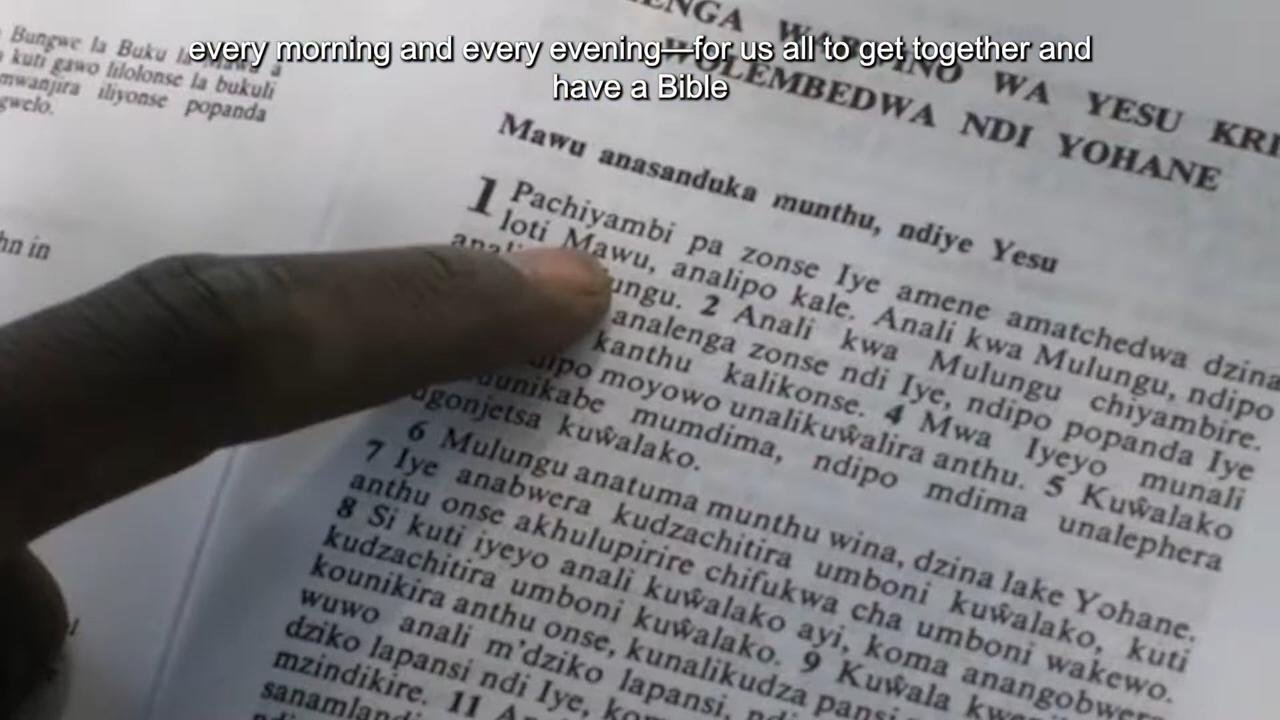 every morning and every evening—for us all to get together and
have a Bible
Bungwe la Buku la
kuti gawo lilolonse la bukuli
mwanjira iliyonse popanda
gwelo.
hn in
WA YESU
WOLEMBEDWA NDI YOHANE
Mawu anasanduka munthu, ndiye Yesu
1 Pachiyambi pa zonse Iye amene amatchedwa dzina
loti Mawu, analipo kale. Anali kwa Mulungu, ndipo
2 Anali kwa Mulungu chiyambire.
analenga zonse ndi Iye, ndipo popanda Iye
kanthu kalikonse. 4 Mwa Iyeyo munali
moyowo unalikuŵalira anthu. 5 Kuŵalako
mumdima, ndipo mdima unalephera
kuŵalako.
6 Mulungu anatuma munthu wina, dzina lake Yohane.
7 Iye anabwera kudzachitira umboni kuŵalako, kuti
anthu onse akhulupirire chifukwa cha umboni wakewo.
8 Si kuti iyeyo anali kuŵalako ayi, koma
kudzachitira umboni kuŵalako. 9 Kuŵala
kounikira anthu onse, kunalikudza pansi
wuwo anali m'dziko lapansi,
dziko lapansi ndi Iye,
mzindikire. 11